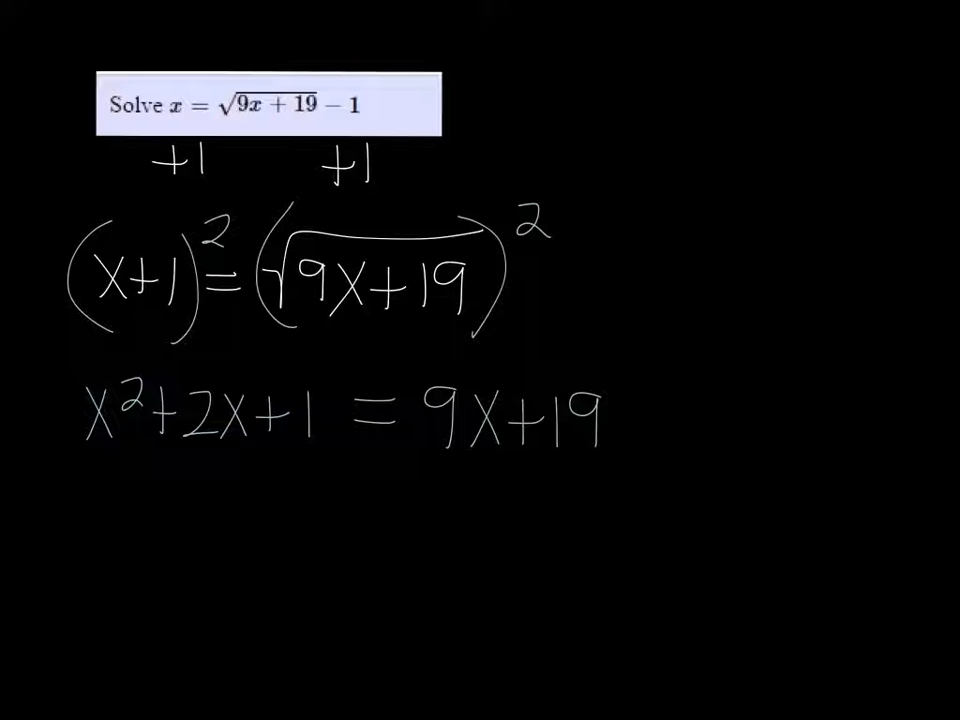 Solve x = √(9x + 19) − 1
+1 +1
(x+1)² = (√(9x+19))²
x²+2x+1 = 9x+19